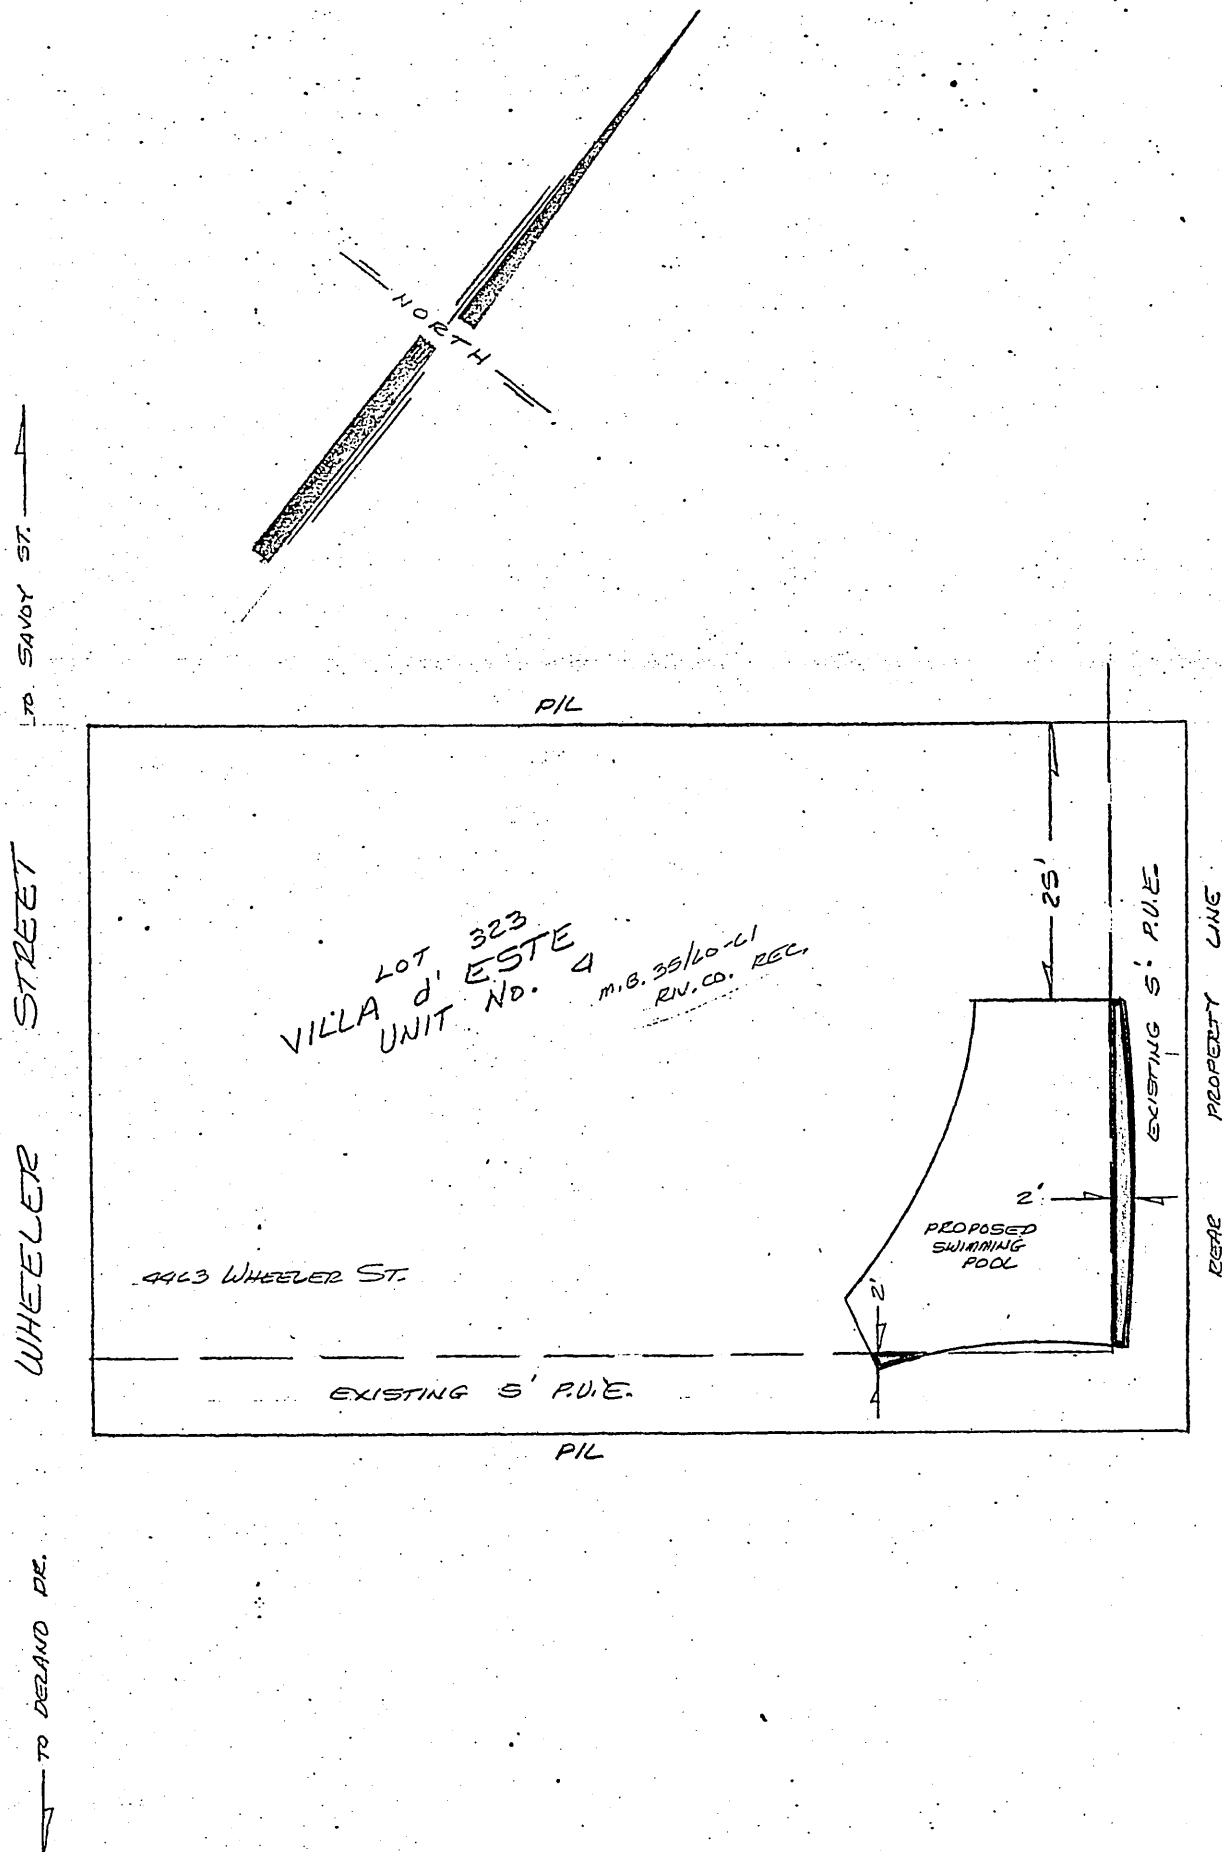 NORTH
TO SAVOY ST.
P/L
WHEELER STREET
LOT 323
VILLA d' ESTE
UNIT No. 4
M.B. 35/60-61
RIV. CO. REC.
25'
EXISTING 5' P.U.E.
REAR PROPERTY LINE
2'
PROPOSED
SWIMMING
POOL
4463 WHEELER ST.
2'
EXISTING 5' P.U.E.
P/L
TO DELAND DR.